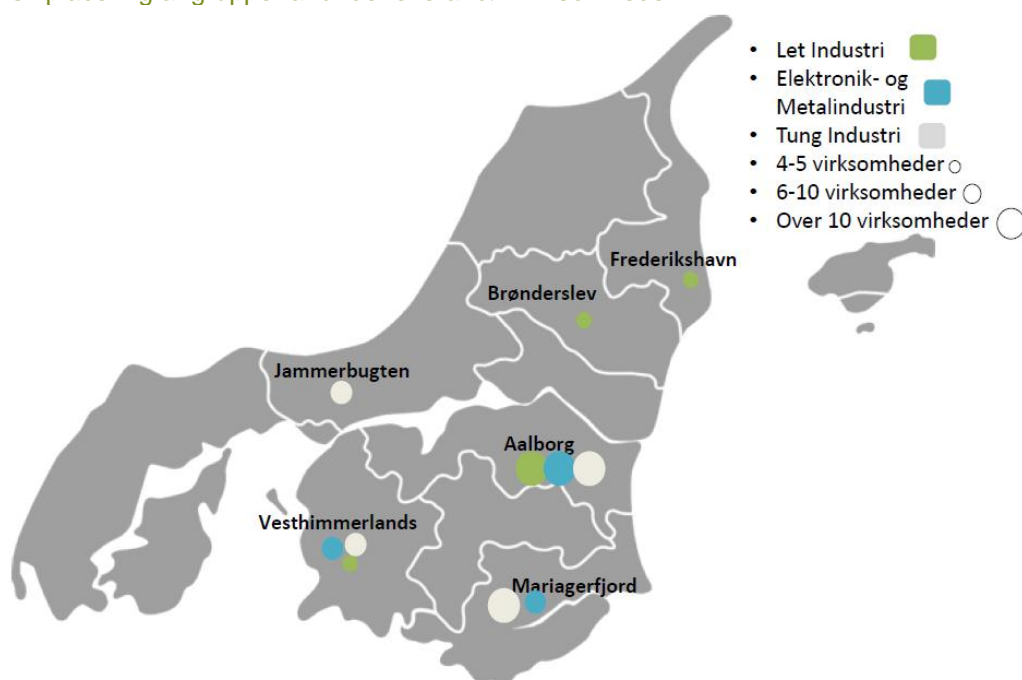 • Let Industri
• Elektronik- og
Metalindustri
• Tung Industri
• 4-5 virksomheder
• 6-10 virksomheder
• Over 10 virksomheder
Frederikshavn
Brønderslev
Jammerbugten
Aalborg
Vesthimmerlands
Mariagerfjord